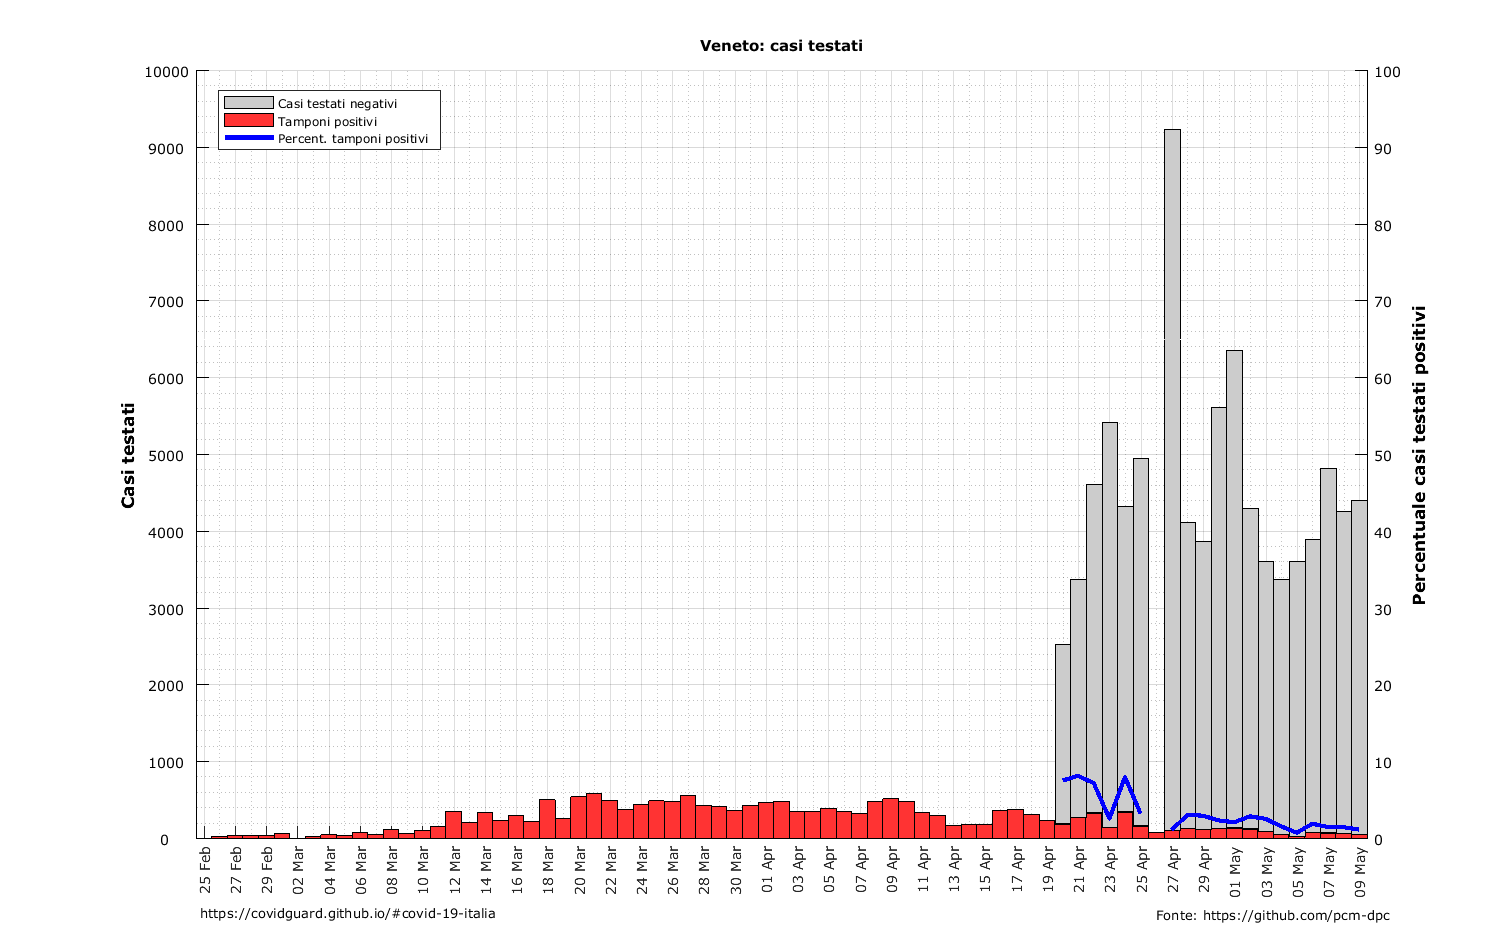 Veneto: casi testati
Casi testati negativi
Tamponi positivi
Percent. tamponi positivi
Casi testati
10000
9000
8000
7000
6000
5000
4000
3000
2000
1000
0
100
90
80
70
60
50
40
30
20
10
0
Percentuale casi testati positivi
25 Feb
27 Feb
29 Feb
02 Mar
04 Mar
06 Mar
08 Mar
10 Mar
12 Mar
14 Mar
16 Mar
18 Mar
20 Mar
22 Mar
24 Mar
26 Mar
28 Mar
30 Mar
01 Apr
03 Apr
05 Apr
07 Apr
09 Apr
11 Apr
13 Apr
15 Apr
17 Apr
19 Apr
21 Apr
23 Apr
25 Apr
27 Apr
29 Apr
01 May
03 May
05 May
07 May
09 May
https://covidguard.github.io/#covid-19-italia
Fonte: https://github.com/pcm-dpc